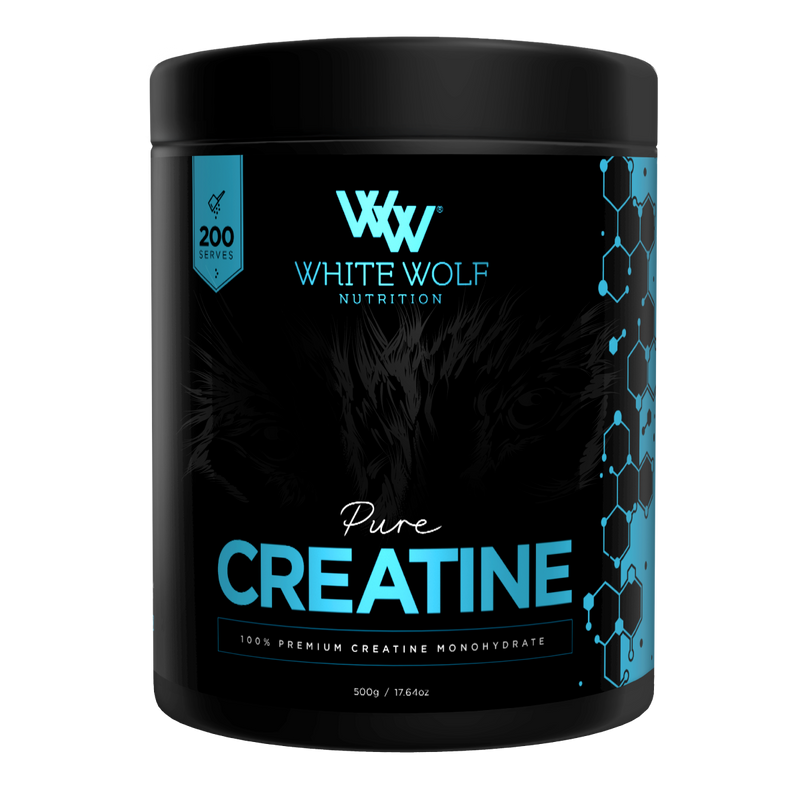 200
SERVES
WW®
WHITE WOLF
NUTRITION
Pure
CREATINE
100% PREMIUM CREATINE MONOHYDRATE
500g / 17.64oz